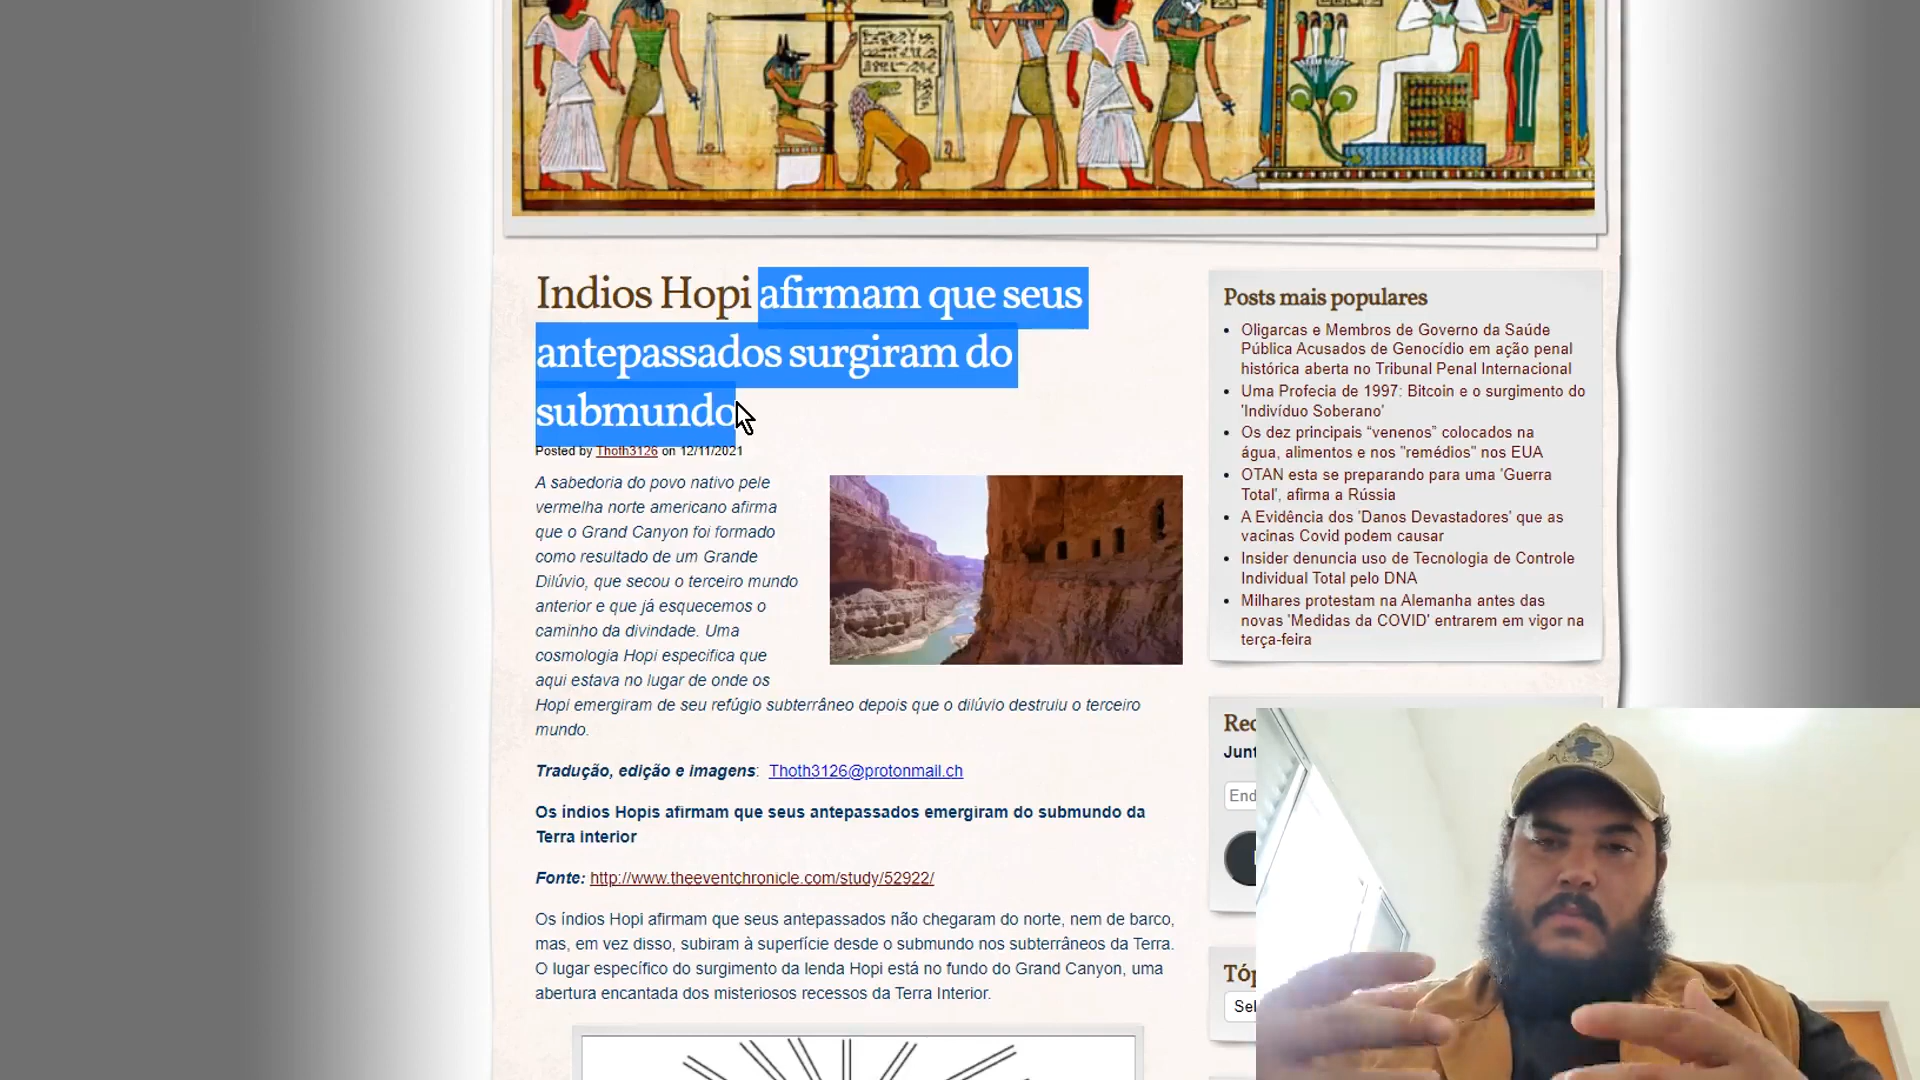 Indios Hopi afirmam que seus
antepassados surgiram do
submundo
Posted by Thoth3126 on 12/11/2021
A sabedoria do povo nativo pele
vermelha norte americano afirma
que o Grand Canyon foi formado
como resultado de um Grande
Dilúvio, que secou o terceiro mundo
anterior e que já esquecemos o
caminho da divindade. Uma
cosmologia Hopi especifica que
aqui estava no lugar de onde os
Hopi emergiram de seu refúgio subterrâneo depois que o dilúvio destruiu o terceiro
mundo.
Tradução, edição e imagens: Thoth3126@protonmail.ch
Os índios Hopis afirmam que seus antepassados emergiram do submundo da
Terra interior
Fonte: http://www.theeventchronicle.com/study/52922/
Os índios Hopi afirmam que seus antepassados não chegaram do norte, nem de barco,
mas, em vez disso, subiram à superfície desde o submundo nos subterrâneos da Terra.
O lugar específico do surgimento da lenda Hopi está no fundo do Grand Canyon, uma
abertura encantada dos misteriosos recessos da Terra Interior.
Posts mais populares
Oligarcas e Membros de Governo da Saúde
Pública Acusados de Genocídio em ação penal
histórica aberta no Tribunal Penal Internacional
Uma Profecia de 1997: Bitcoin e o surgimento do
'Indivíduo Soberano'
Os dez principais “venenos” colocados na
água, alimentos e nos "remédios" nos EUA
OTAN esta se preparando para uma 'Guerra
Total', afirma a Rússia
A Evidência dos 'Danos Devastadores' que as
vacinas Covid podem causar
Insider denuncia uso de Tecnologia de Controle
Individual Total pelo DNA
Milhares protestam na Alemanha antes das
novas 'Medidas da COVID' entrarem em vigor na
terça-feira
Rec
Junt
End
Tóp
Sel